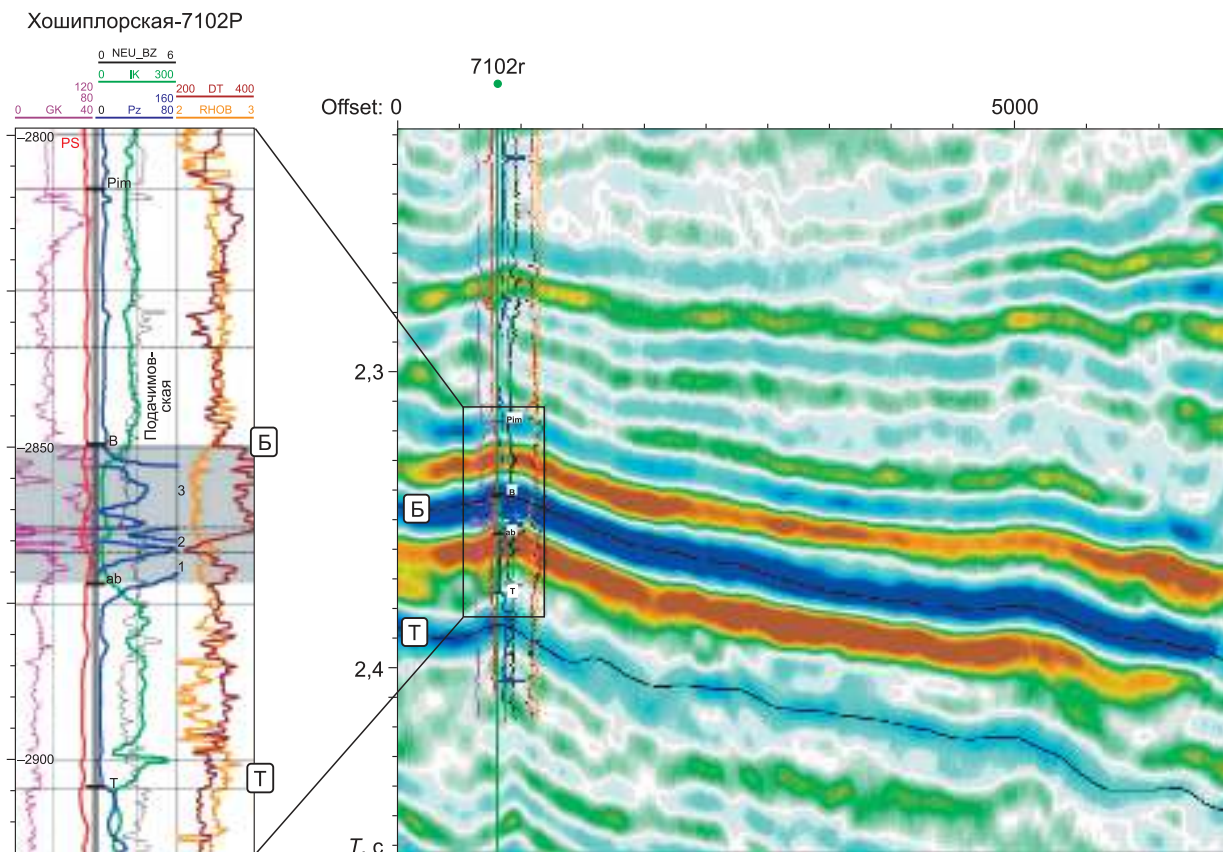 Хошиплорская-7102Р
0 NEU_BZ 6
0 IK 300
120
80
0 GK 40
160
0 Pz 80
200 DT 400
2 RHOB 3
–2800
PS
Pim
Подачимов-
ская
B
–2850
Б
3
2
1
ab
–2900
T
Т
7102r
Offset: 0 5000
2,3
Pim
Б
B
ab
T
Т
2,4
T, c